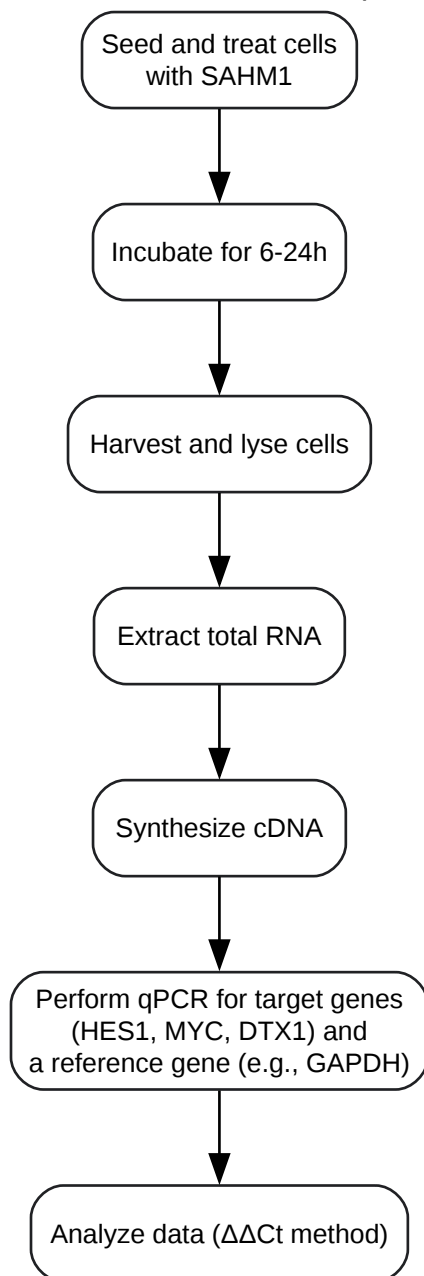 Seed and treat cells
with SAHM1
Incubate for 6-24h
Harvest and lyse cells
Extract total RNA
Synthesize cDNA
Perform qPCR for target genes
(HES1, MYC, DTX1) and
a reference gene (e.g., GAPDH)
Analyze data (ΔΔCt method)